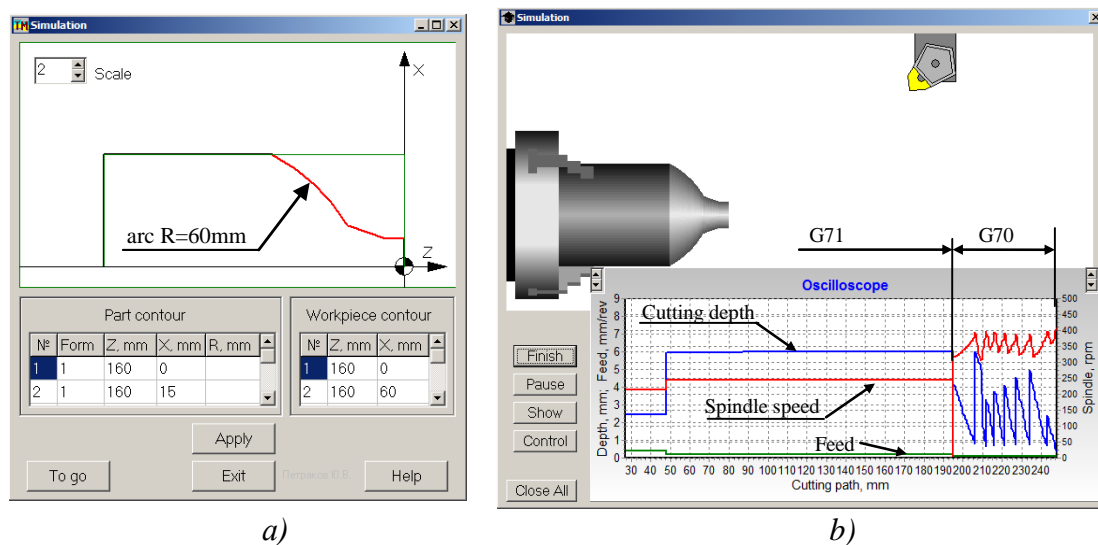 TM Simulation
2 Scale
X
arc R=60mm
Z
Part contour
№ Form Z, mm X, mm R, mm
1 1 160 0
2 1 160 15
Workpiece contour
№ Z, mm X, mm
1 160 0
2 160 60
Apply
To go Exit Петраков Ю.В. Help
a)
Simulation
G71 G70
Oscilloscope
Cutting depth
Spindle speed
Feed
Depth, mm; Feed, mm/rev
9
8
7
6
5
4
3
2
1
0
500
450
400
350
300
250
200
150
100
50
0
Spindle, rpm
30 40 50 60 70 80 90 100 110 120 130 140 150 160 170 180 190 200 210 220 230 240
Cutting path, mm
Finish
Pause
Show
Control
Close All
b)